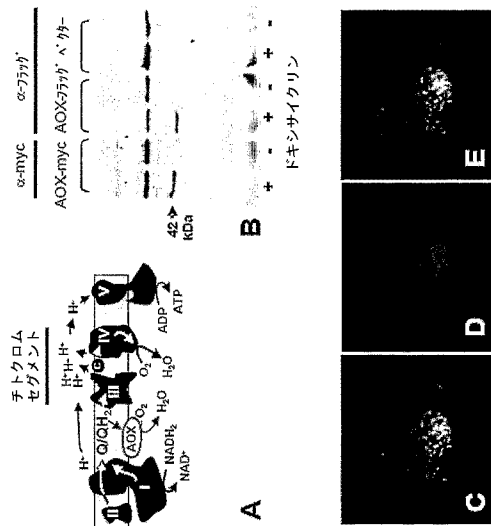 チトクロム
セグメント
H⁺
H⁺
H⁺
H⁺
H⁺
Q/QH₂
C
I
II
III
IV
V
AOX
O₂
H₂O
O₂
H₂O
NADH₂
NAD⁺
ADP
ATP
A
α-myc
α-フラッグ
AOX-myc
AOX-フラッグ
ベクター
42
kDa
B
+ - + - + -
ドキシサイクリン
C
D
E